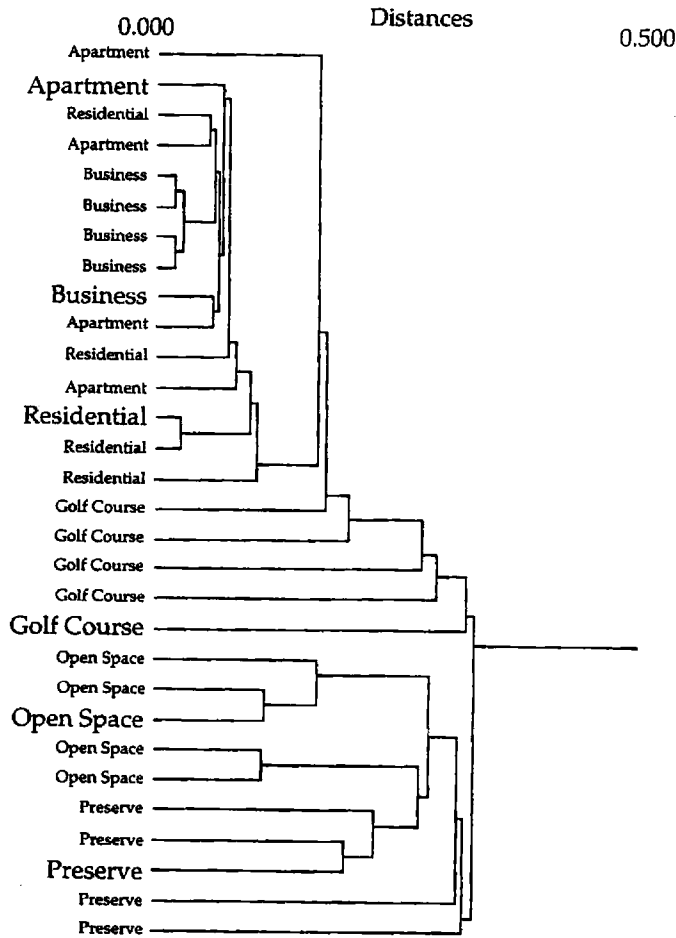 Distances
0.000
0.500
Apartment
Apartment
Residential
Apartment
Business
Business
Business
Business
Business
Apartment
Residential
Apartment
Residential
Residential
Residential
Golf Course
Golf Course
Golf Course
Golf Course
Golf Course
Open Space
Open Space
Open Space
Open Space
Open Space
Preserve
Preserve
Preserve
Preserve
Preserve